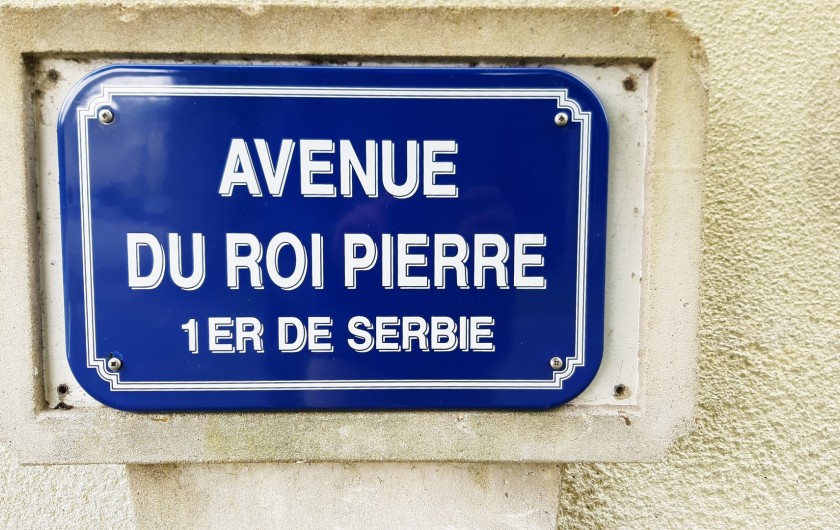 AVENUE
DU ROI PIERRE
1ER DE SERBIE